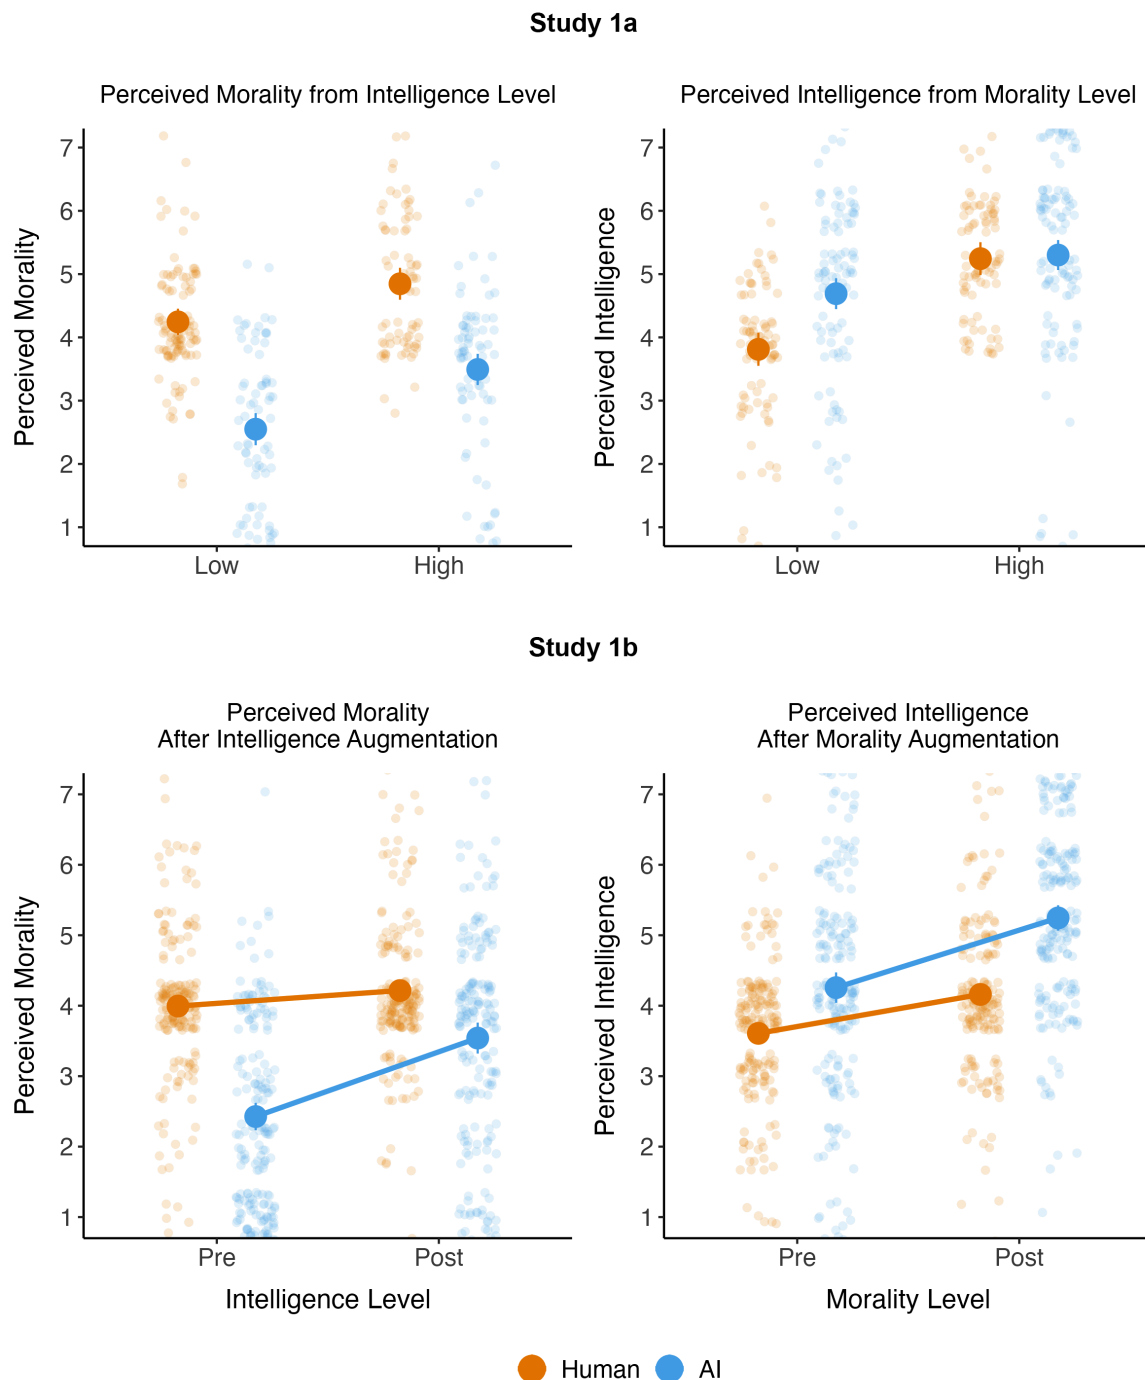 Study 1a
Perceived Morality from Intelligence Level
Perceived Morality
7
6
5
4
3
2
1
Low High
Perceived Intelligence from Morality Level
Perceived Intelligence
7
6
5
4
3
2
1
Low High
Study 1b
Perceived Morality
After Intelligence Augmentation
Perceived Morality
7
6
5
4
3
2
1
Pre Post
Intelligence Level
Perceived Intelligence
After Morality Augmentation
Perceived Intelligence
7
6
5
4
3
2
1
Pre Post
Morality Level
Human AI